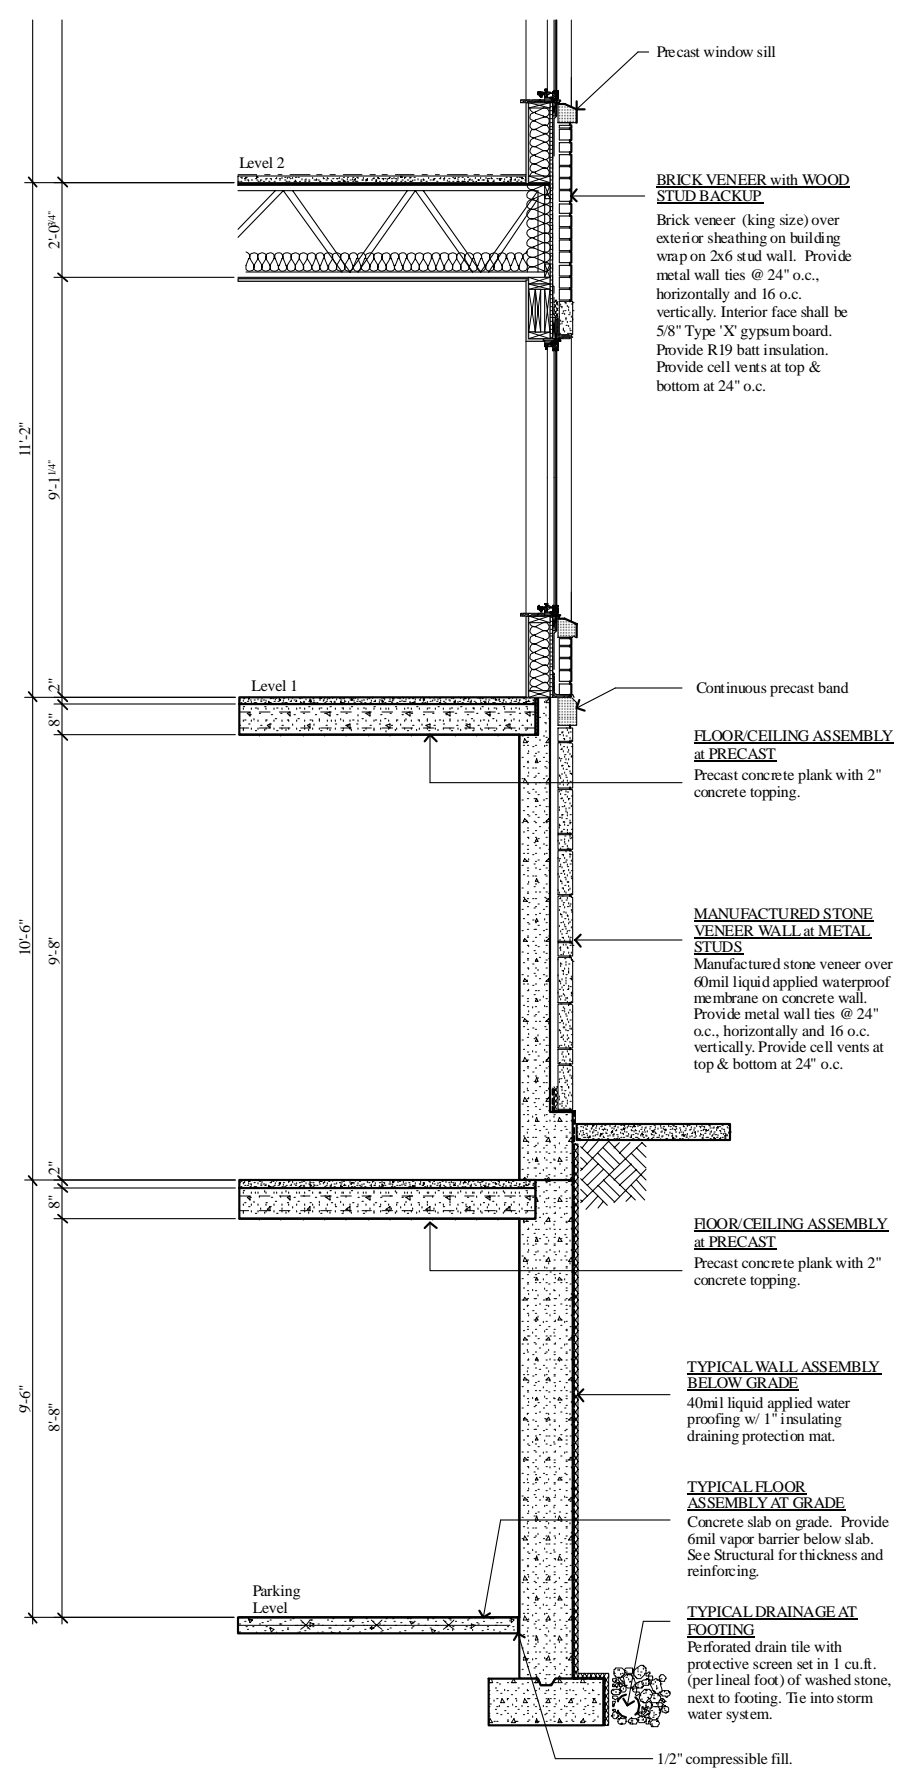 Precast window sill
Level 2
BRICK VENEER with WOOD
STUD BACKUP
Brick veneer (king size) over
exterior sheathing on building
wrap on 2x6 stud wall. Provide
metal wall ties @ 24" o.c.,
horizontally and 16 o.c.
vertically. Interior face shall be
5/8" Type 'X' gypsum board.
Provide R19 batt insulation.
Provide cell vents at top &
bottom at 24" o.c.
2'-0 3/4"
11'-2"
9'-1 1/4"
2"
8"
Level 1
Continuous precast band
FLOOR/CEILING ASSEMBLY
at PRECAST
Precast concrete plank with 2"
concrete topping.
10'-6"
9'-8"
MANUFACTURED STONE
VENEER WALL at METAL
STUDS
Manufactured stone veneer over
60mil liquid applied waterproof
membrane on concrete wall.
Provide metal wall ties @ 24"
o.c., horizontally and 16 o.c.
vertically. Provide cell vents at
top & bottom at 24" o.c.
2"
8"
FlOOR/CEILING ASSEMBLY
at PRECAST
Precast concrete plank with 2"
concrete topping.
9'-6"
8'-8"
TYPICAL WALL ASSEMBLY
BELOW GRADE
40mil liquid applied water
proofing w/ 1" insulating
draining protection mat.
TYPICAL FLOOR
ASSEMBLY AT GRADE
Concrete slab on grade. Provide
6mil vapor barrier below slab.
See Structural for thickness and
reinforcing.
Parking
Level
TYPICAL DRAINAGE AT
FOOTING
Perforated drain tile with
protective screen set in 1 cu.ft.
(per lineal foot) of washed stone,
next to footing. Tie into storm
water system.
1/2" compressible fill.